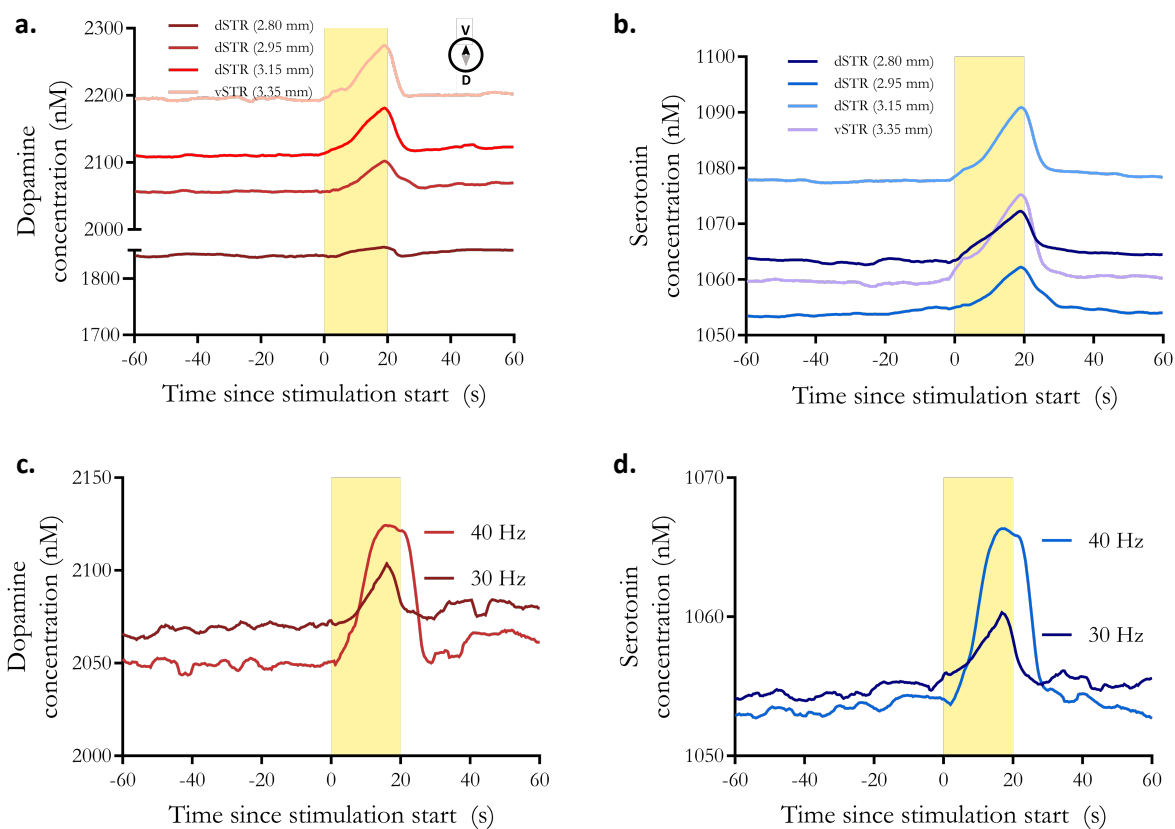 a.
dSTR (2.80 mm)
dSTR (2.95 mm)
dSTR (3.15 mm)
vSTR (3.35 mm)
V
D
Dopamine
concentration (nM)
2300
2200
2100
2000
1800
1700
-60 -40 -20 0 20 40 60
Time since stimulation start (s)
b.
dSTR (2.80 mm)
dSTR (2.95 mm)
dSTR (3.15 mm)
vSTR (3.35 mm)
Serotonin
concentration (nM)
1100
1090
1080
1070
1060
1050
-60 -40 -20 0 20 40 60
Time since stimulation start (s)
c.
40 Hz
30 Hz
Dopamine
concentration (nM)
2150
2100
2050
2000
-60 -40 -20 0 20 40 60
Time since stimulation start (s)
d.
40 Hz
30 Hz
Serotonin
concentration (nM)
1070
1060
1050
-60 -40 -20 0 20 40 60
Time since stimulation start (s)